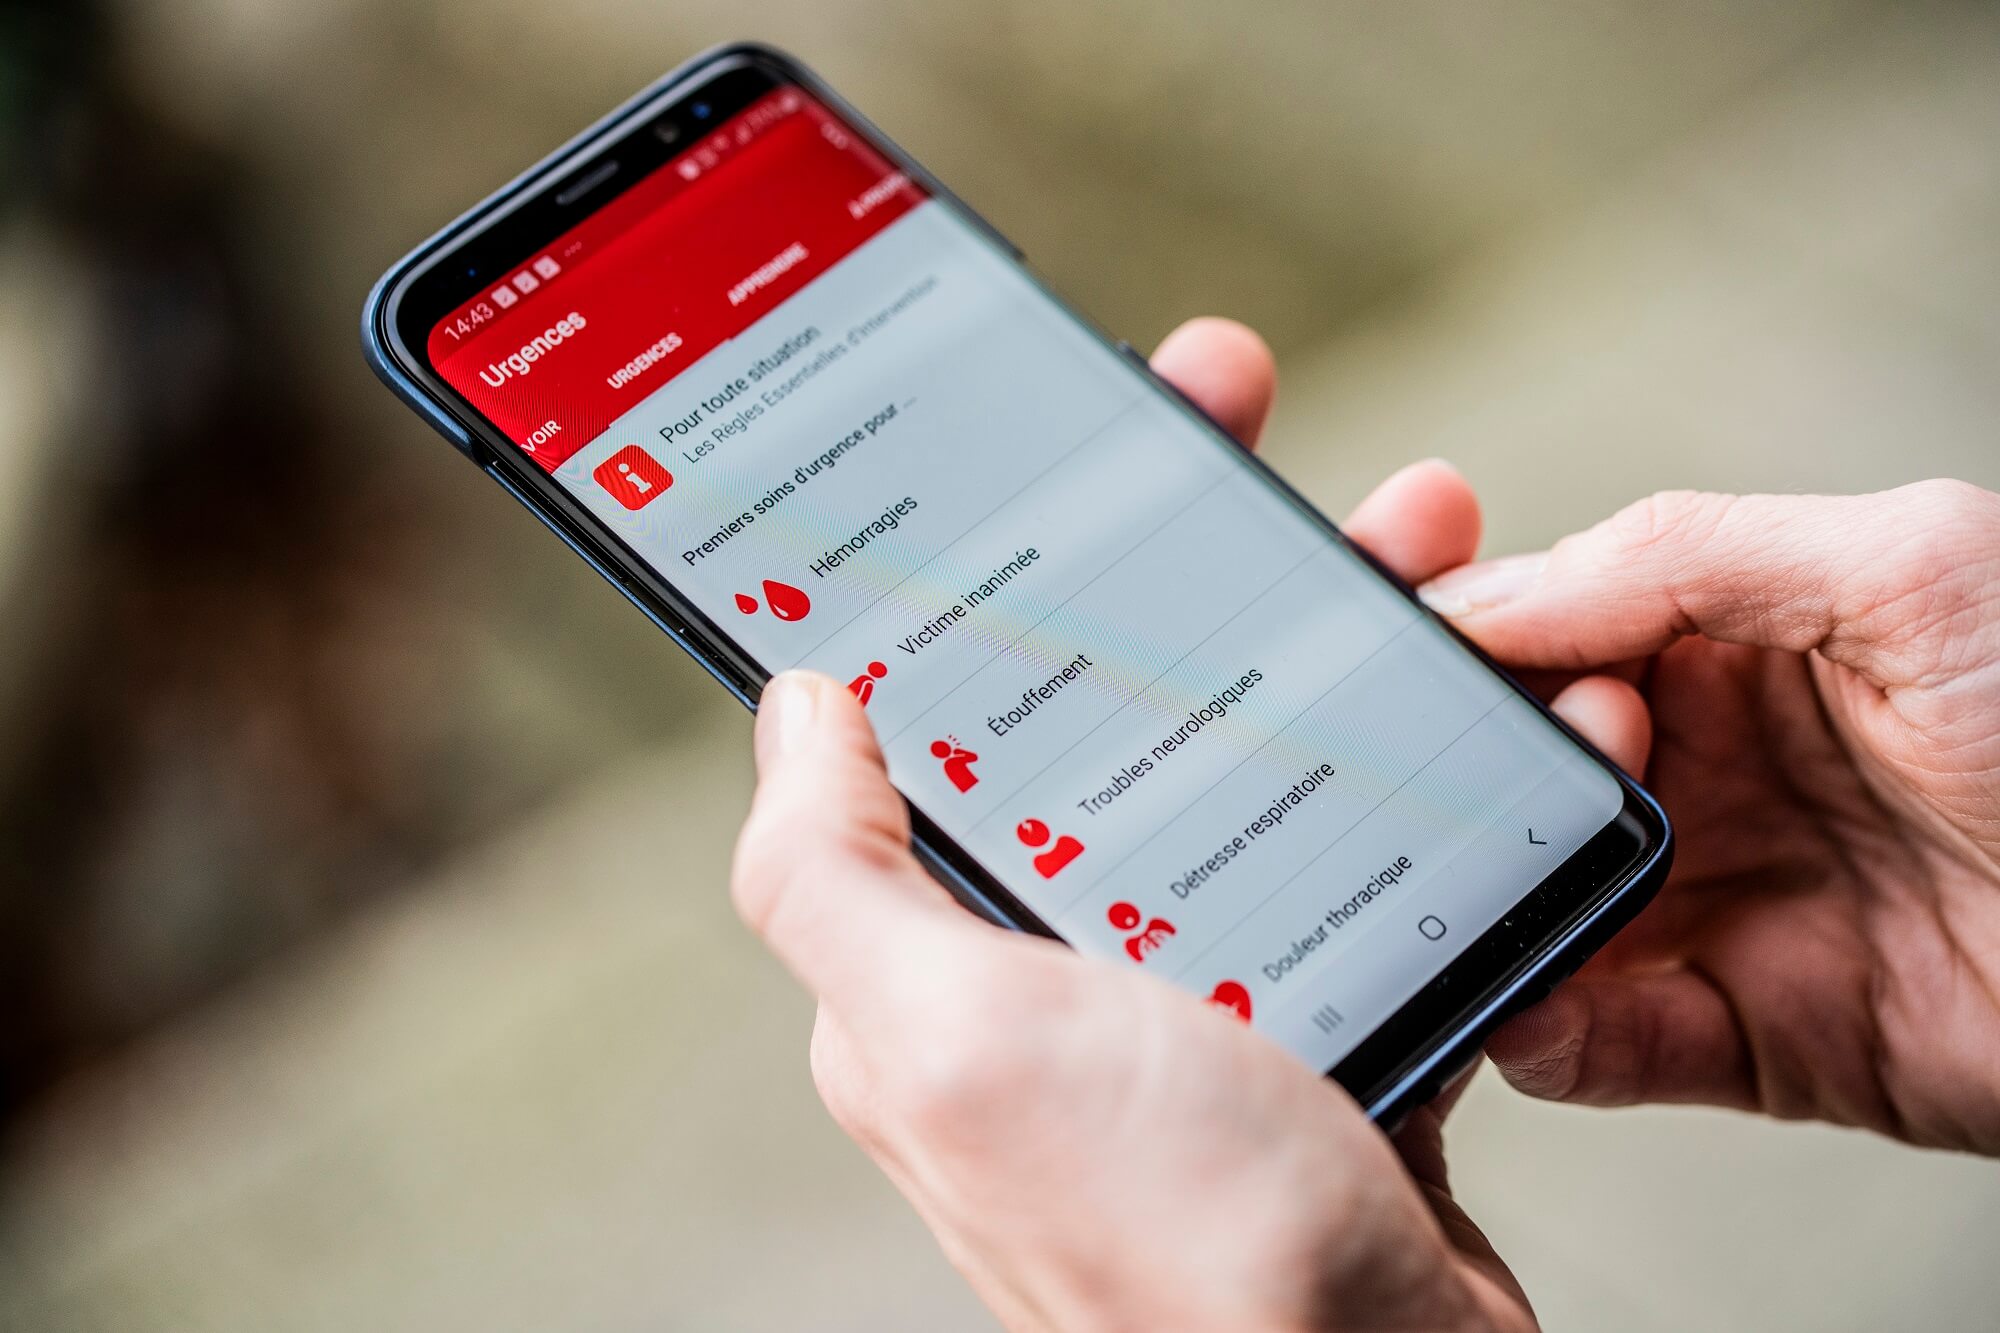 14:43
Urgences
VOIR
URGENCES
APPRENDRE
Pour toute situation
Les Règles Essentielles d'Intervention
Premiers soins d'urgence pour ...
Hémorragies
Victime inanimée
Étouffement
Troubles neurologiques
Détresse respiratoire
Douleur thoracique